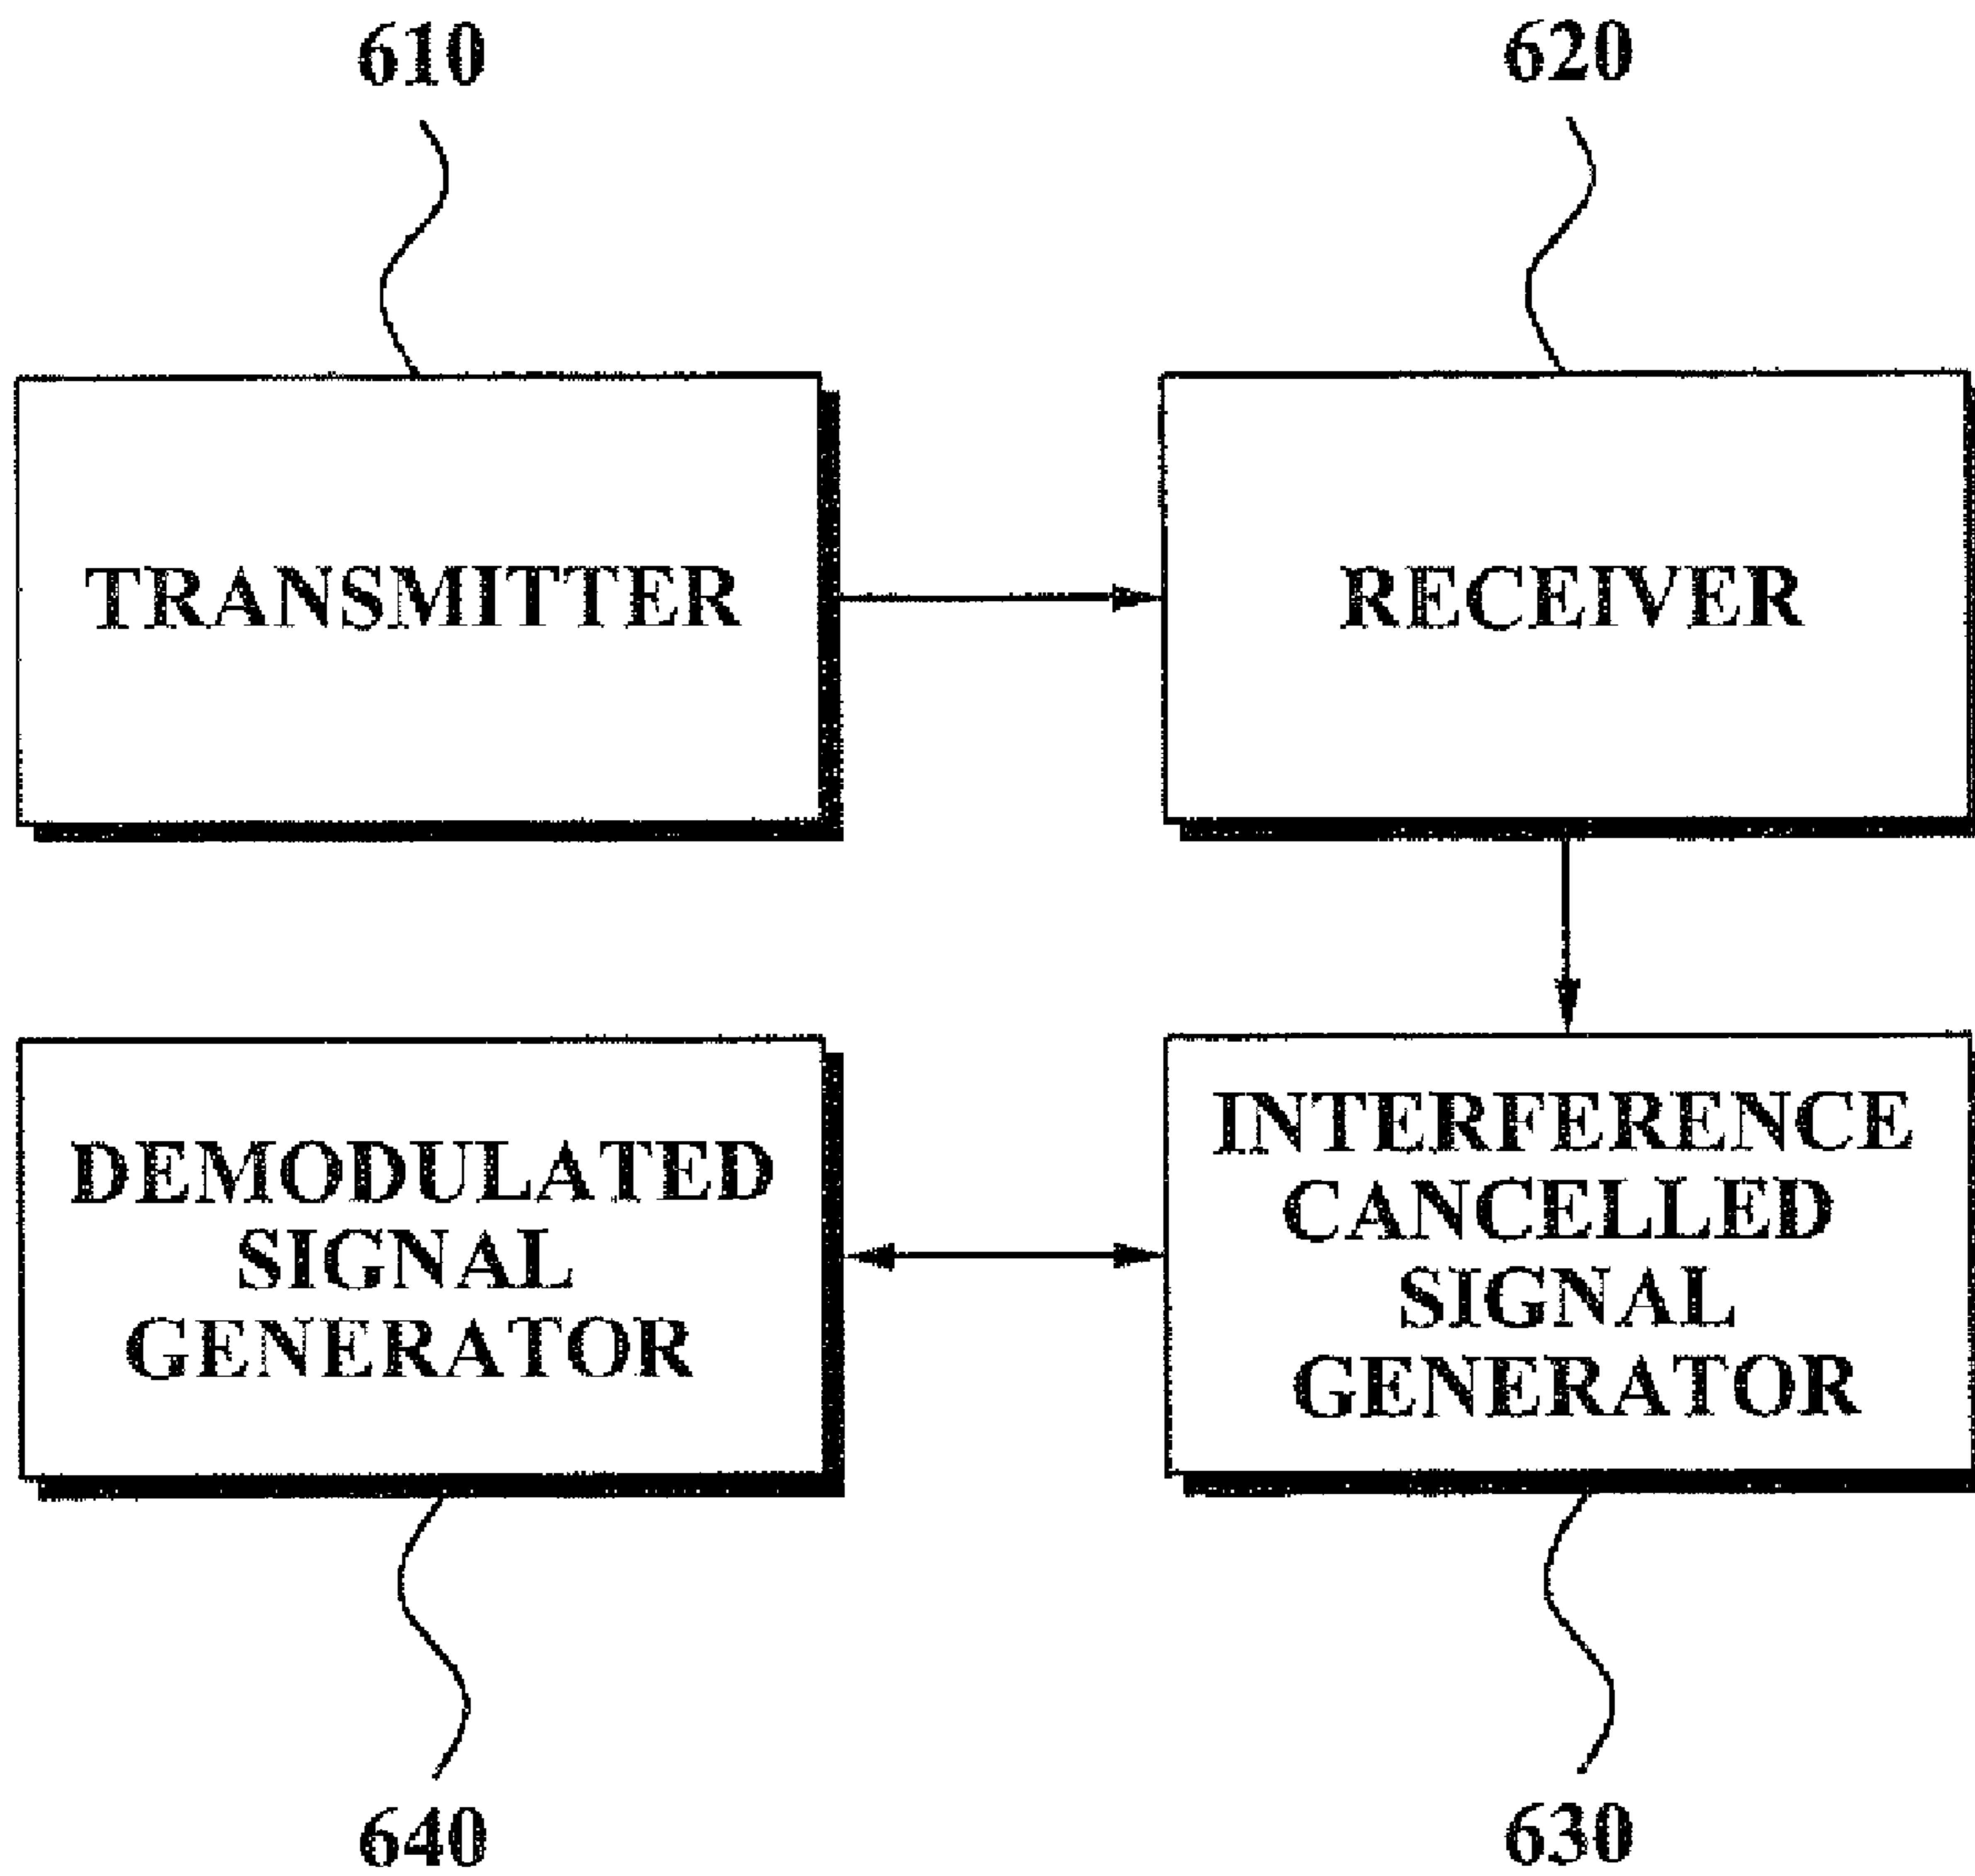 610
620
TRANSMITTER
RECEIVER
DEMODULATED
SIGNAL
GENERATOR
INTERFERENCE
CANCELLED
SIGNAL
GENERATOR
640
630